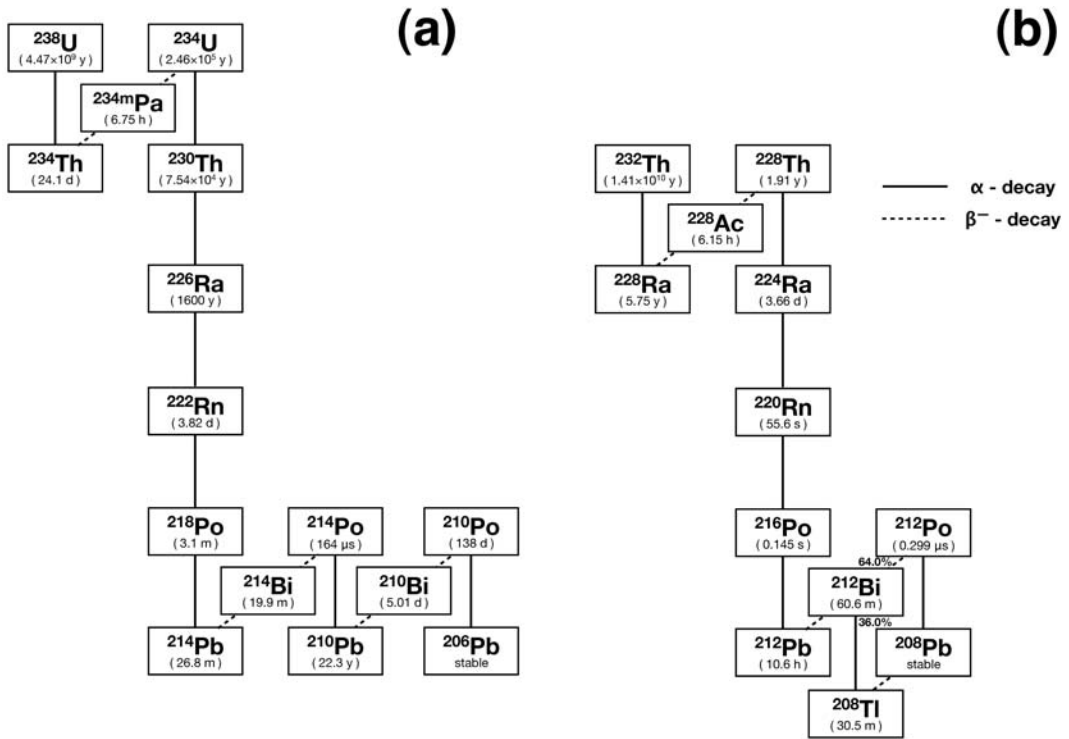 (a)
(b)
²³⁸U
( 4.47×10⁹ y )
²³⁴U
( 2.46×10⁵ y )
²³⁴ᵐPa
( 6.75 h )
²³⁴Th
( 24.1 d )
²³⁰Th
( 7.54×10⁴ y )
²²⁶Ra
( 1600 y )
²²²Rn
( 3.82 d )
²¹⁸Po
( 3.1 m )
²¹⁴Po
( 164 µs )
²¹⁰Po
( 138 d )
²¹⁴Bi
( 19.9 m )
²¹⁰Bi
( 5.01 d )
²¹⁴Pb
( 26.8 m )
²¹⁰Pb
( 22.3 y )
²⁰⁶Pb
stable
²³²Th
( 1.41×10¹⁰ y )
²²⁸Th
( 1.91 y )
²²⁸Ac
( 6.15 h )
²²⁸Ra
( 5.75 y )
²²⁴Ra
( 3.66 d )
²²⁰Rn
( 55.6 s )
²¹⁶Po
( 0.145 s )
²¹²Po
( 0.299 µs )
64.0%
²¹²Bi
( 60.6 m )
36.0%
²¹²Pb
( 10.6 h )
²⁰⁸Pb
stable
²⁰⁸Tl
( 30.5 m )
α - decay
β⁻ - decay